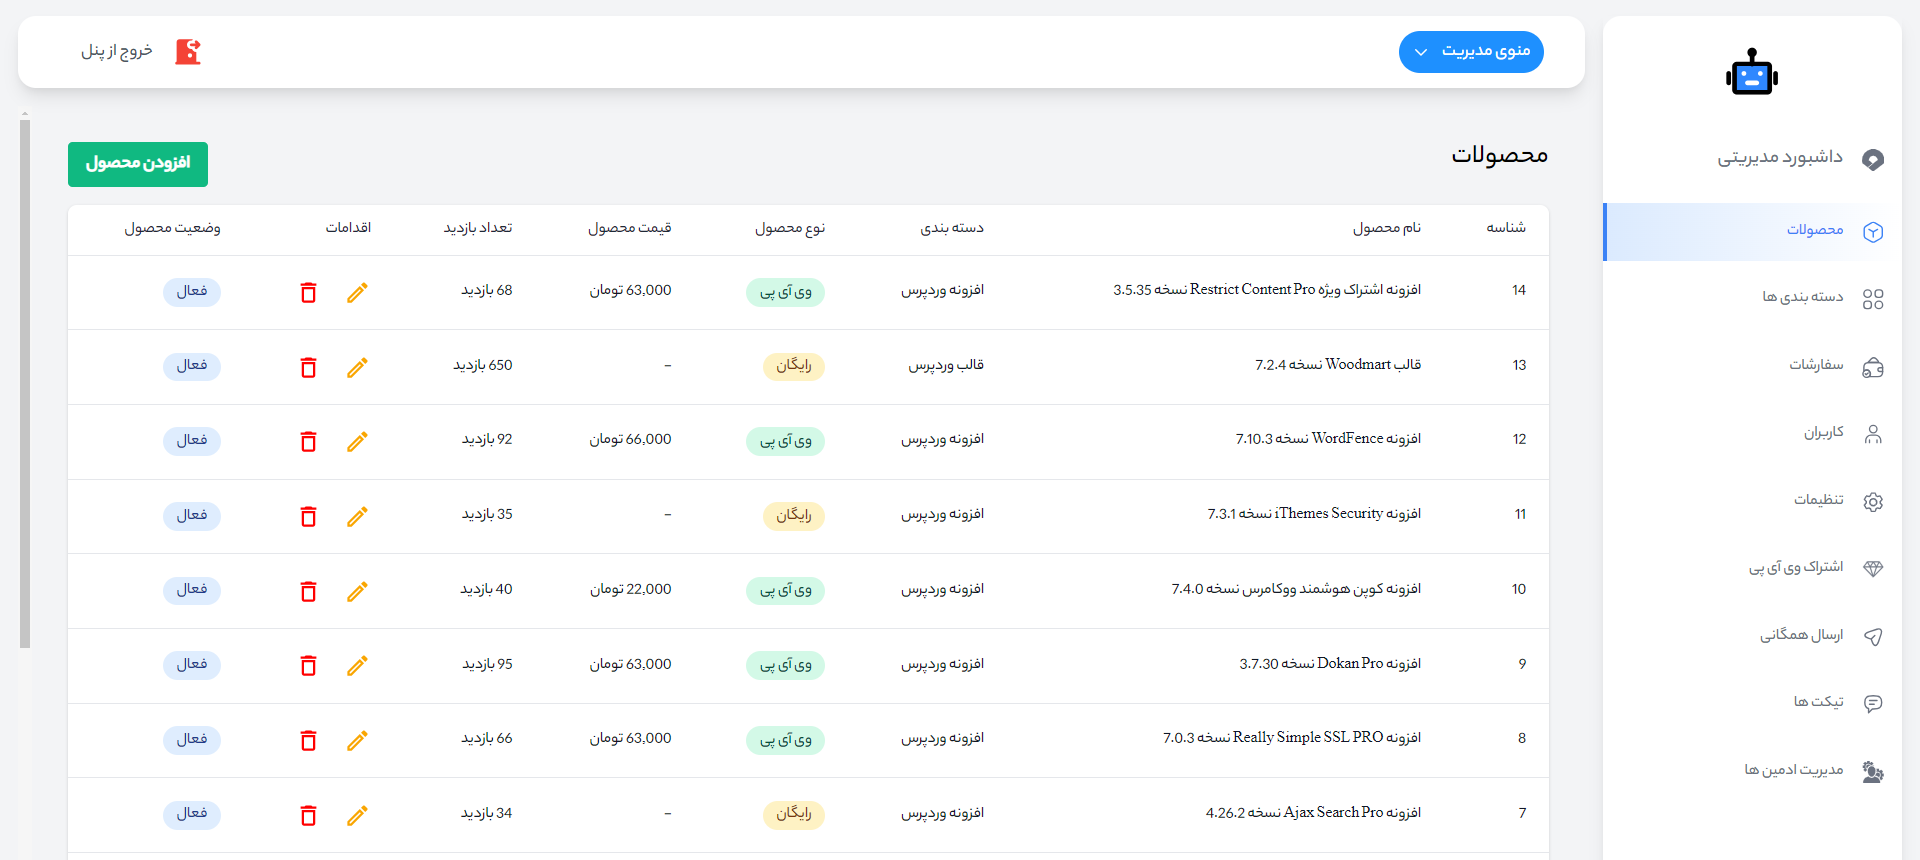 منوی مدیریت
خروج از پنل
داشبورد مدیریتی
محصولات
دسته بندی ها
سفارشات
کاربران
تنظیمات
اشتراک وی آی پی
ارسال همگانی
تیکت ها
مدیریت ادمین ها
محصولات
افزودن محصول
شناسه نام محصول دسته بندی نوع محصول قیمت محصول تعداد بازدید اقدامات وضعیت محصول
14 افزونه اشتراک ویژه Restrict Content Pro نسخه 3.5.35 افزونه وردپرس وی آی پی 63,000 تومان 68 بازدید فعال
13 قالب Woodmart نسخه 7.2.4 قالب وردپرس رایگان - 650 بازدید فعال
12 افزونه WordFence نسخه 7.10.3 افزونه وردپرس وی آی پی 66,000 تومان 92 بازدید فعال
11 افزونه iThemes Security نسخه 7.3.1 افزونه وردپرس رایگان - 35 بازدید فعال
10 افزونه کوپن هوشمند ووکامرس نسخه 7.4.0 افزونه وردپرس وی آی پی 22,000 تومان 40 بازدید فعال
9 افزونه Dokan Pro نسخه 3.7.30 افزونه وردپرس وی آی پی 63,000 تومان 95 بازدید فعال
8 افزونه Really Simple SSL PRO نسخه 7.0.3 افزونه وردپرس وی آی پی 63,000 تومان 66 بازدید فعال
7 افزونه Ajax Search Pro نسخه 4.26.2 افزونه وردپرس رایگان - 34 بازدید فعال